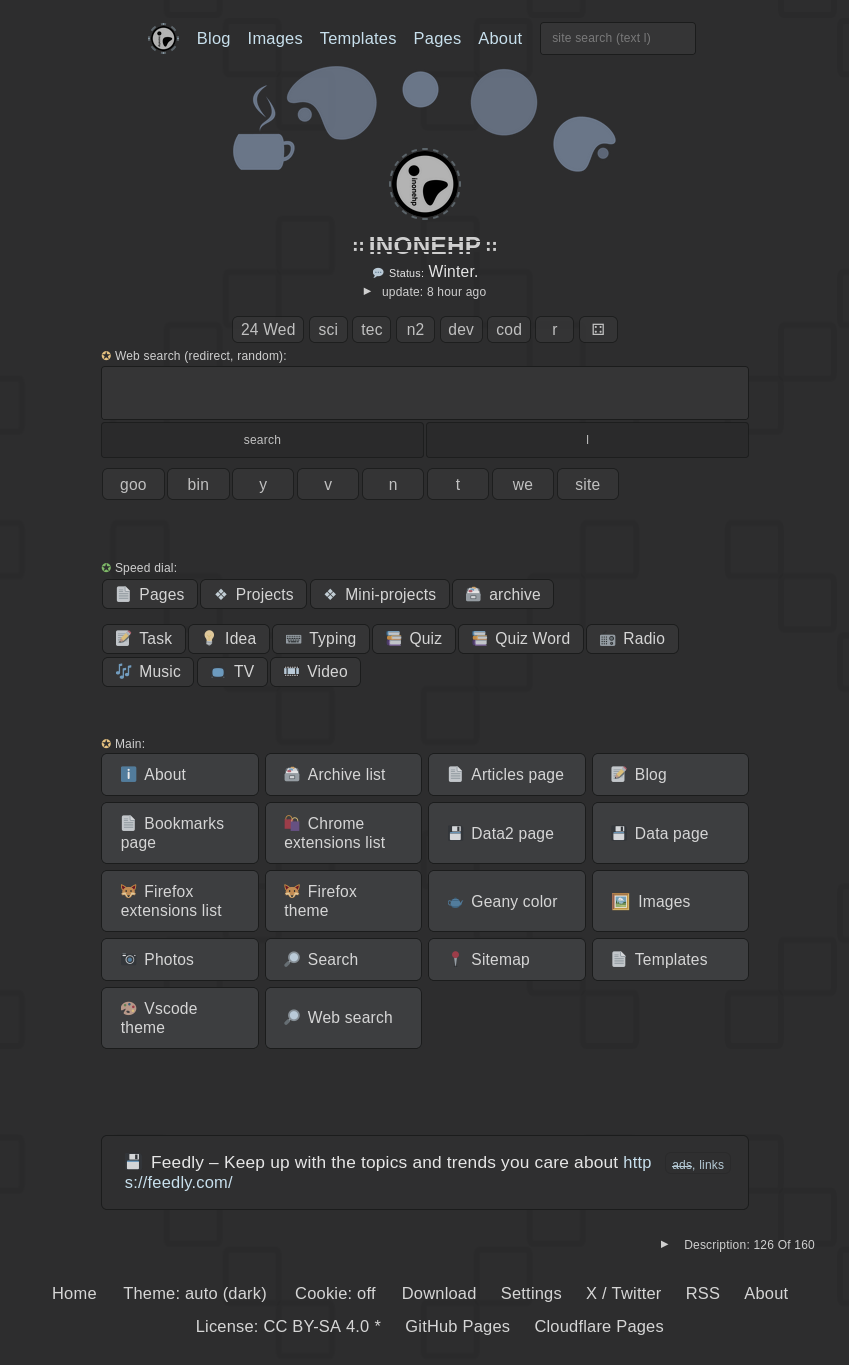 Blog Images Templates Pages About site search (text l)
inonehp
:: INONEHP ::
Status: Winter.
► update: 8 hour ago
24 Wed sci tec n2 dev cod r ⚃
✪ Web search (redirect, random):
search l
goo bin y v n t we site
✪ Speed dial:
Pages ❖ Projects ❖ Mini-projects archive
Task Idea Typing Quiz Quiz Word Radio
Music TV Video
✪ Main:
About Archive list Articles page Blog
Bookmarks page Chrome extensions list Data2 page Data page
Firefox extensions list Firefox theme Geany color Images
Photos Search Sitemap Templates
Vscode theme Web search
Feedly – Keep up with the topics and trends you care about http
s://feedly.com/
ads, links
► Description: 126 Of 160
Home Theme: auto (dark) Cookie: off Download Settings X / Twitter RSS About
License: CC BY-SA 4.0 * GitHub Pages Cloudflare Pages